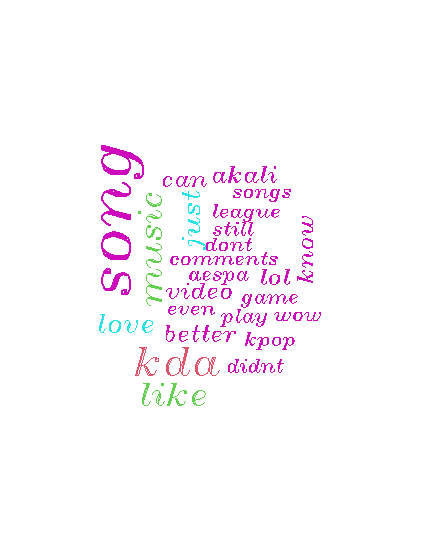 song
music
can
just
akali
songs
league
still
dont
know
comments
aespa
lol
video
game
even
play
wow
love
better
kpop
kda
didnt
like